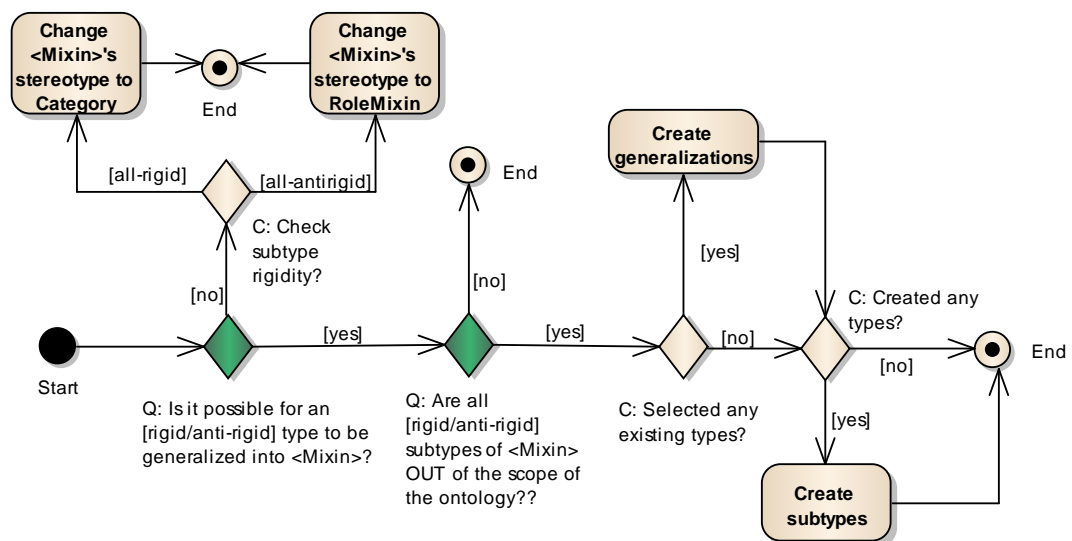 Change
<Mixin>'s
stereotype to
Category
Change
<Mixin>'s
stereotype to
RoleMixin
End
[all-rigid]
[all-antirigid]
C: Check
subtype
rigidity?
End
Create
generalizations
[no]
[no]
[yes]
C: Created any
types?
[yes]
[yes]
[no]
[no]
End
Start
Q: Is it possible for an
[rigid/anti-rigid] type to be
generalized into <Mixin>?
Q: Are all
[rigid/anti-rigid]
subtypes of <Mixin>
OUT of the scope of
the ontology??
C: Selected any
existing types?
[yes]
Create
subtypes